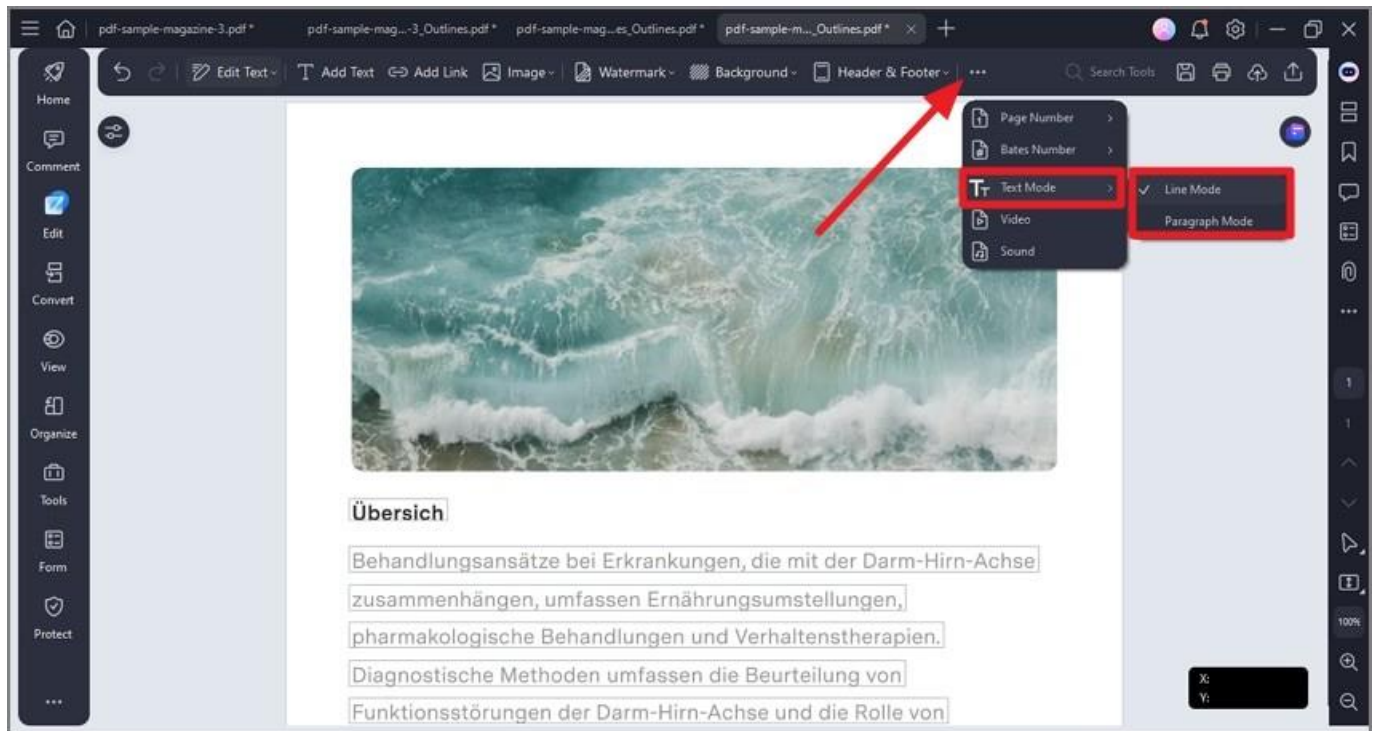 pdf-sample-magazine-3.pdf *
pdf-sample-mag...-3_Outlines.pdf *
pdf-sample-mag...es_Outlines.pdf *
pdf-sample-m..._Outlines.pdf *
Edit Text
Add Text
Add Link
Image
Watermark
Background
Header & Footer
Search Tools
Home
Comment
Edit
Convert
View
Organize
Tools
Form
Protect
Page Number
Bates Number
Text Mode
Video
Sound
Line Mode
Paragraph Mode
Übersich
Behandlungsansätze bei Erkrankungen, die mit der Darm-Hirn-Achse
zusammenhängen, umfassen Ernährungsumstellungen,
pharmakologische Behandlungen und Verhaltenstherapien.
Diagnostische Methoden umfassen die Beurteilung von
Funktionsstörungen der Darm-Hirn-Achse und die Rolle von
1
1
100%
X:
Y: